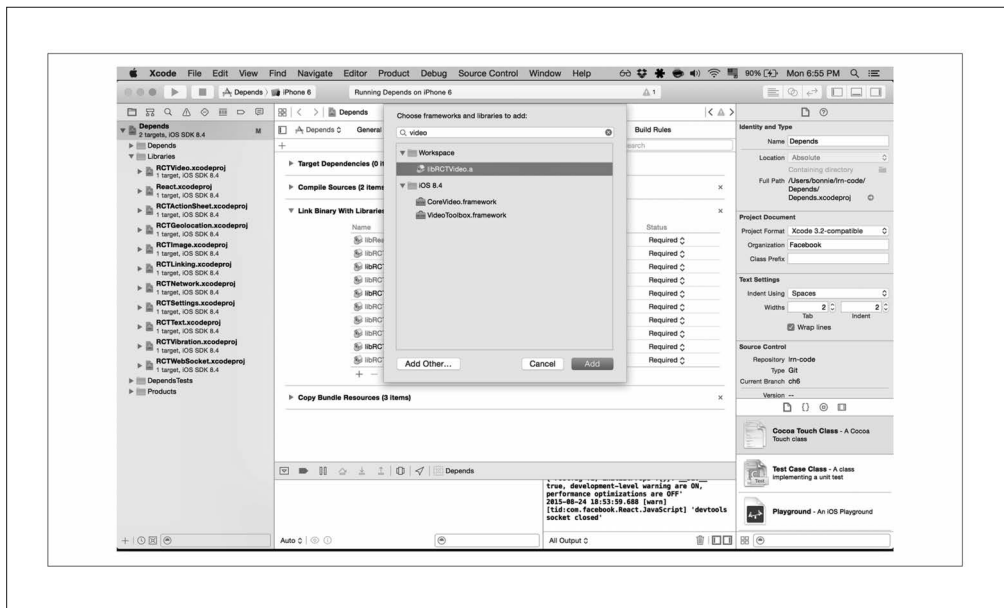 Xcode File Edit View Find Navigate Editor Product Debug Source Control Window Help 90% Mon 6:55 PM
Depends iPhone 6 Running Depends on iPhone 6 1
Depends
2 targets, iOS SDK 8.4
M
Depends
Libraries
RCTVideo.xcodeproj
1 target, iOS SDK 8.4
React.xcodeproj
1 target, iOS SDK 8.4
RCTActionSheet.xcodeproj
1 target, iOS SDK 8.4
RCTGeolocation.xcodeproj
1 target, iOS SDK 8.4
RCTImage.xcodeproj
1 target, iOS SDK 8.4
RCTLinking.xcodeproj
1 target, iOS SDK 8.4
RCTNetwork.xcodeproj
1 target, iOS SDK 8.4
RCTSettings.xcodeproj
1 target, iOS SDK 8.4
RCTText.xcodeproj
1 target, iOS SDK 8.4
RCTVibration.xcodeproj
1 target, iOS SDK 8.4
RCTWebSocket.xcodeproj
1 target, iOS SDK 8.4
DependsTests
Products
Depends
Depends General
Build Rules
Target Dependencies (0 it
Compile Sources (2 items
Link Binary With Libraries
Name Status
libRea Required
libRCT Required
libRCT Required
libRCT Required
libRCT Required
libRCT Required
libRCT Required
libRCT Required
libRCT Required
libRCT Required
Copy Bundle Resources (3 items)
Choose frameworks and libraries to add:
video
Workspace
libRCTVideo.a
iOS 8.4
CoreVideo.framework
VideoToolbox.framework
Add Other... Cancel Add
Depends
true, development-level warning are ON,
performance optimizations are OFF'
2015-08-24 18:53:59.688 [warn]
[tid:com.facebook.React.JavaScript] 'devtools
socket closed'
Auto
All Output
Identity and Type
Name Depends
Location Absolute
Containing directory
Full Path /Users/bonnie/lrn-code/
Depends/
Depends.xcodeproj
Project Document
Project Format Xcode 3.2-compatible
Organization Facebook
Class Prefix
Text Settings
Indent Using Spaces
Widths 2 2
Tab Indent
Wrap lines
Source Control
Repository lrn-code
Type Git
Current Branch ch6
Version --
Cocoa Touch Class - A Cocoa
Touch class
Test Case Class - A class
implementing a unit test
Test
Playground - An iOS Playground